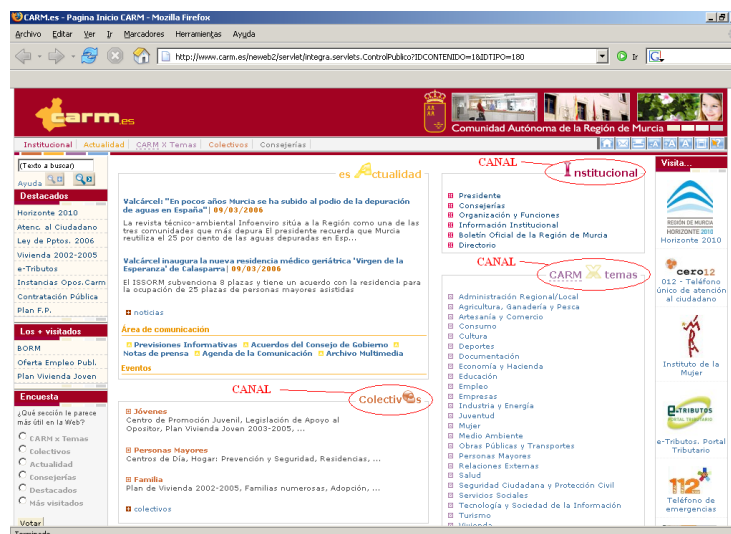 CARM.es - Pagina Inicio CARM - Mozilla Firefox
Archivo Editar Ver Ir Marcadores Herramientas Ayuda
http://www.carm.es/neweb2/servlet/integra.servlets.ControlPublico?IDCONTENIDO=1&IDTIPO=180
Ir
carm.es
Comunidad Autónoma de la Región de Murcia
Institucional Actualidad CARM X Temas Colectivos Consejerías
(Texto a buscar)
Ayuda
Destacados
Horizonte 2010
Atenc. al Ciudadano
Ley de Pptos. 2006
Vivienda 2002-2005
e-Tributos
Instancias Opos.Carm
Contratación Pública
Plan F.P.
Los + visitados
BORM
Oferta Empleo Publ.
Plan Vivienda Joven
Encuesta
¿Qué sección le parece
más útil en la Web?
CARM x Temas
Colectivos
Actualidad
Consejerías
Destacados
Más visitados
Votar
Terminado
es Actualidad
Valcárcel: "En pocos años Murcia se ha subido al podio de la depuración
de aguas en España"| 09/03/2006
La revista técnico-ambiental Infoenviro sitúa a la Región como una de las
tres comunidades que más depura El presidente recuerda que Murcia
reutiliza el 25 por ciento de las aguas depuradas en Esp...
Valcárcel inaugura la nueva residencia médico geriátrica 'Virgen de la
Esperanza' de Calasparra| 09/03/2006
El ISSORM subvenciona 8 plazas y tiene un acuerdo con la residencia para
la ocupación de 25 plazas de personas mayores asistidas
noticias
Área de comunicación
Previsiones Informativas Acuerdos del Consejo de Gobierno
Notas de prensa Agenda de la Comunicación Archivo Multimedia
Eventos
CANAL
Colectivos
Jóvenes
Centro de Promoción Juvenil, Legislación de Apoyo al
Opositor, Plan Vivienda Joven 2003-2005, ...
Personas Mayores
Centros de Día, Hogar: Prevención y Seguridad, Residencias, ...
Familia
Plan de Vivienda 2002-2005, Familias numerosas, Adopción, ...
colectivos
CANAL
Institucional
Presidente
Consejerías
Organización y Funciones
Información Institucional
Boletín Oficial de la Región de Murcia
Directorio
CANAL
CARM X temas
Administración Regional/Local
Agricultura, Ganadería y Pesca
Artesanía y Comercio
Consumo
Cultura
Deportes
Documentación
Economía y Hacienda
Educación
Empleo
Empresas
Industria y Energía
Juventud
Mujer
Medio Ambiente
Obras Públicas y Transportes
Personas Mayores
Relaciones Externas
Salud
Seguridad Ciudadana y Protección Civil
Servicios Sociales
Tecnología y Sociedad de la Información
Turismo
Vivienda
Visita...
REGIÓN DE MURCIA
HORIZONTE 2010
Horizonte 2010
cero12
012 - Teléfono
único de atención
al ciudadano
Instituto de la
Mujer
e-TRIBUTOS
PORTAL TRIBUTARIO
e-Tributos. Portal
Tributario
112
Teléfono de
emergencias